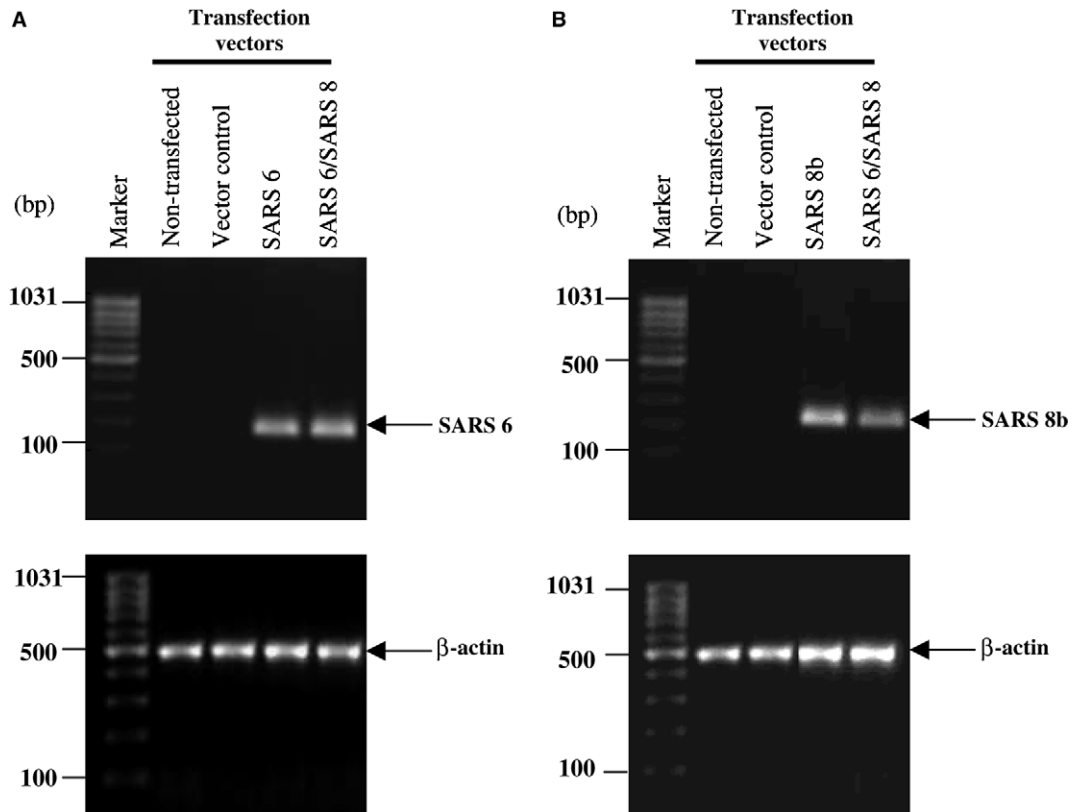 A
Transfection
vectors
(bp)
Marker
Non-transfected
Vector control
SARS 6
SARS 6/SARS 8
1031
500
100
SARS 6
1031
500
100
β-actin
B
Transfection
vectors
(bp)
Marker
Non-transfected
Vector control
SARS 8b
SARS 6/SARS 8
1031
500
100
SARS 8b
1031
500
100
β-actin